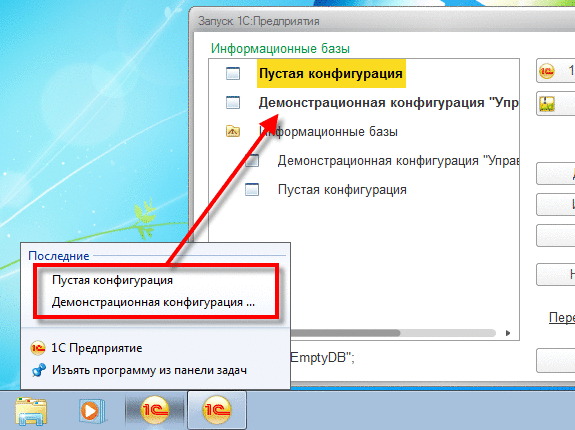 Запуск 1С:Предприятия
Информационные базы
Пустая конфигурация
Демонстрационная конфигурация "Упра
Информационные базы
Демонстрационная конфигурация "Управ
Пустая конфигурация
1
Д
И
Н
Пере
EmptyDB";
Последние
Пустая конфигурация
Демонстрационная конфигурация ...
1С Предприятие
Изъять программу из панели задач
1С
1С